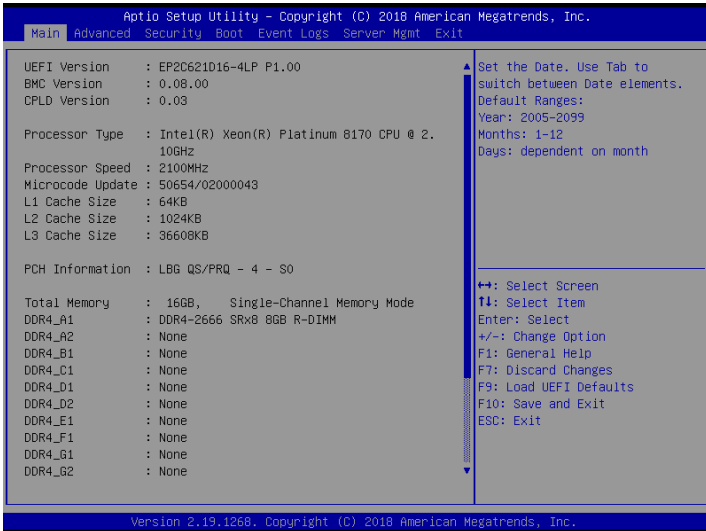 Aptio Setup Utility – Copyright (C) 2018 American Megatrends, Inc.
Main Advanced Security Boot Event Logs Server Mgmt Exit
UEFI Version : EP2C621D16-4LP P1.00
BMC Version : 0.08.00
CPLD Version : 0.03
Processor Type : Intel(R) Xeon(R) Platinum 8170 CPU @ 2.
10GHz
Processor Speed : 2100MHz
Microcode Update : 50654/02000043
L1 Cache Size : 64KB
L2 Cache Size : 1024KB
L3 Cache Size : 36608KB
PCH Information : LBG QS/PRQ - 4 - S0
Total Memory : 16GB, Single-Channel Memory Mode
DDR4_A1 : DDR4-2666 SRx8 8GB R-DIMM
DDR4_A2 : None
DDR4_B1 : None
DDR4_C1 : None
DDR4_D1 : None
DDR4_D2 : None
DDR4_E1 : None
DDR4_F1 : None
DDR4_G1 : None
DDR4_G2 : None
Set the Date. Use Tab to
switch between Date elements.
Default Ranges:
Year: 2005-2099
Months: 1-12
Days: dependent on month
↔: Select Screen
↑↓: Select Item
Enter: Select
+/-: Change Option
F1: General Help
F7: Discard Changes
F9: Load UEFI Defaults
F10: Save and Exit
ESC: Exit
Version 2.19.1268. Copyright (C) 2018 American Megatrends, Inc.